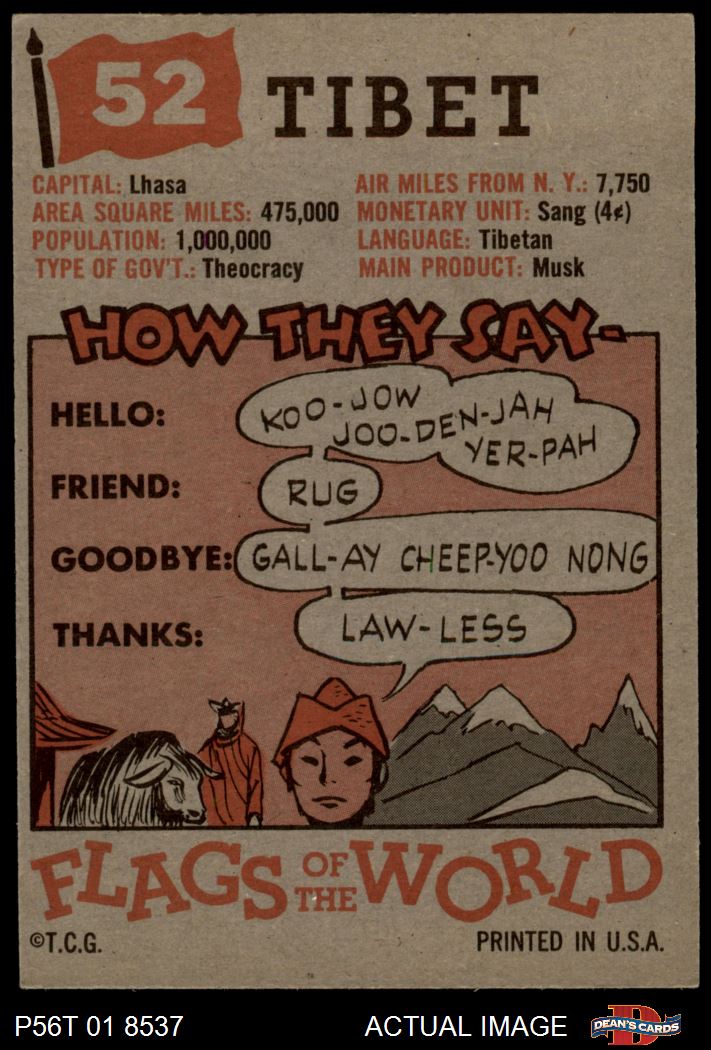 52 TIBET
CAPITAL: Lhasa
AREA SQUARE MILES: 475,000
POPULATION: 1,000,000
TYPE OF GOV'T.: Theocracy
AIR MILES FROM N. Y.: 7,750
MONETARY UNIT: Sang (4¢)
LANGUAGE: Tibetan
MAIN PRODUCT: Musk
HOW THEY SAY-
HELLO:
KOO-JOW
JOO-DEN-JAH
YER-PAH
FRIEND: RUG
GOODBYE: GALL-AY CHEEP-YOO NONG
THANKS: LAW-LESS
FLAGS OF THE WORLD
©T.C.G. PRINTED IN U.S.A.
P56T 01 8537 ACTUAL IMAGE D DEAN'S CARDS